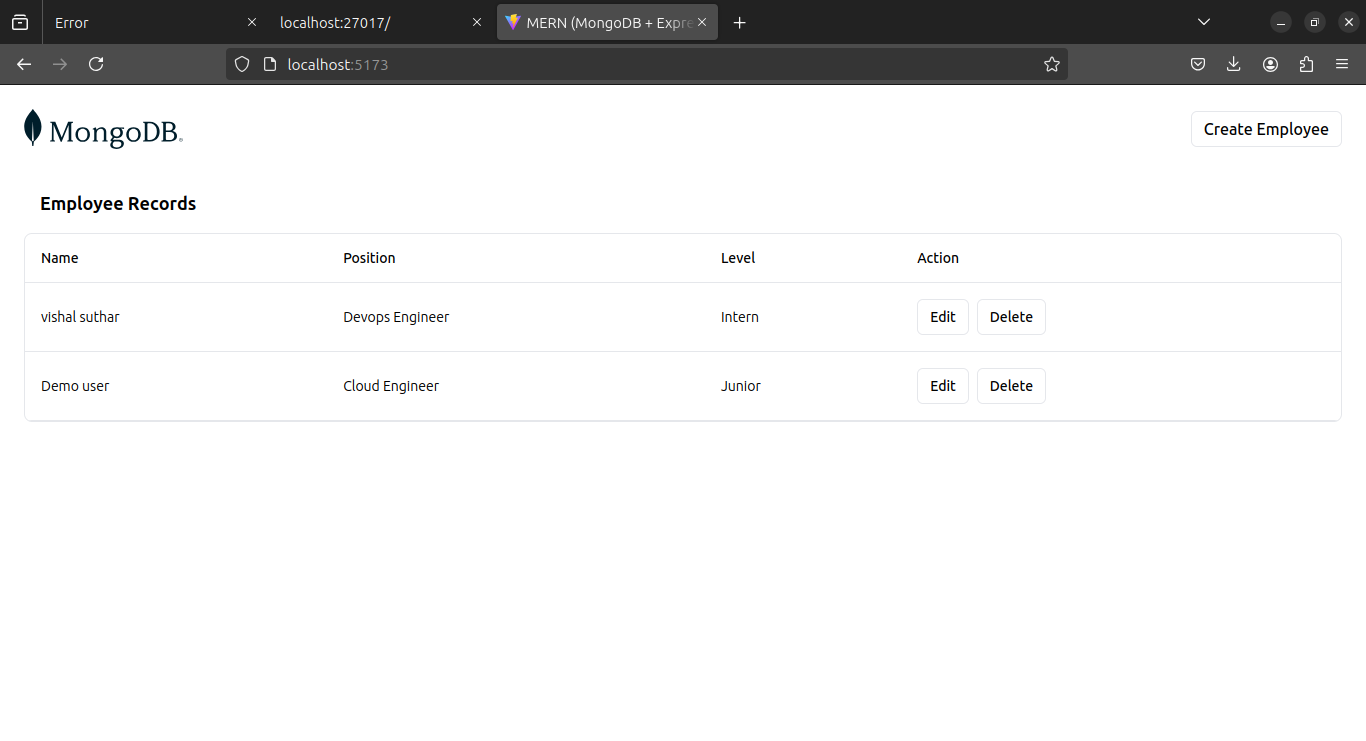 Error
localhost:27017/
MERN (MongoDB + Expre
localhost:5173
MongoDB®
Create Employee
Employee Records
Name Position Level Action
vishal suthar Devops Engineer Intern Edit Delete
Demo user Cloud Engineer Junior Edit Delete